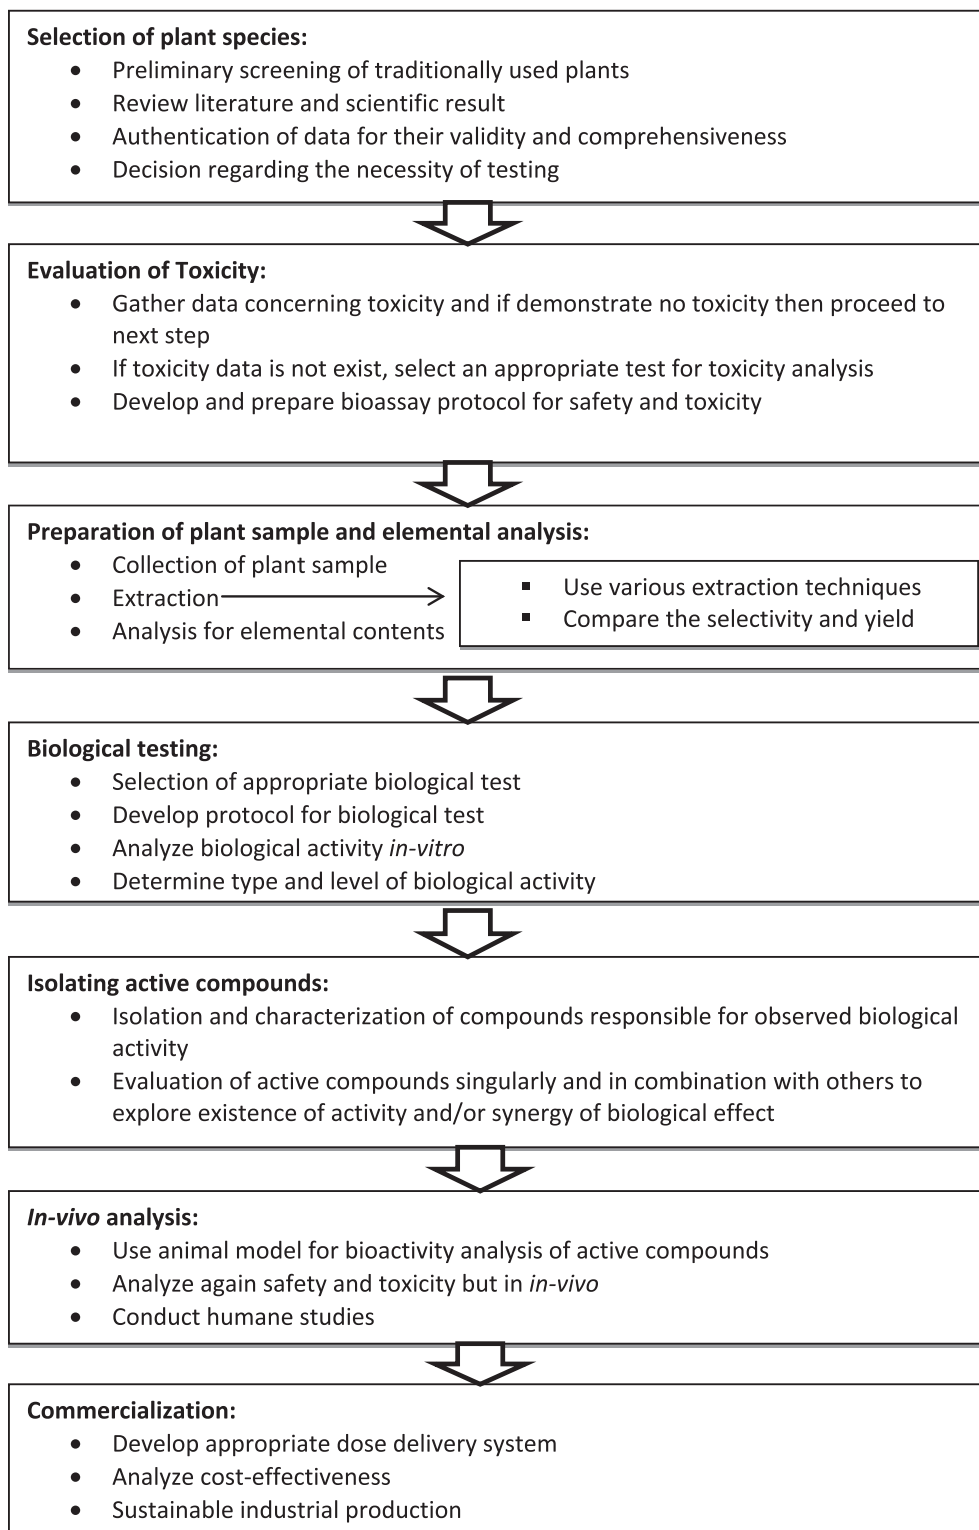 Selection of plant species:
• Preliminary screening of traditionally used plants
• Review literature and scientific result
• Authentication of data for their validity and comprehensiveness
• Decision regarding the necessity of testing
Evaluation of Toxicity:
• Gather data concerning toxicity and if demonstrate no toxicity then proceed to
next step
• If toxicity data is not exist, select an appropriate test for toxicity analysis
• Develop and prepare bioassay protocol for safety and toxicity
Preparation of plant sample and elemental analysis:
• Collection of plant sample
• Extraction
• Analysis for elemental contents
▪ Use various extraction techniques
▪ Compare the selectivity and yield
Biological testing:
• Selection of appropriate biological test
• Develop protocol for biological test
• Analyze biological activity in-vitro
• Determine type and level of biological activity
Isolating active compounds:
• Isolation and characterization of compounds responsible for observed biological
activity
• Evaluation of active compounds singularly and in combination with others to
explore existence of activity and/or synergy of biological effect
In-vivo analysis:
• Use animal model for bioactivity analysis of active compounds
• Analyze again safety and toxicity but in in-vivo
• Conduct humane studies
Commercialization:
• Develop appropriate dose delivery system
• Analyze cost-effectiveness
• Sustainable industrial production